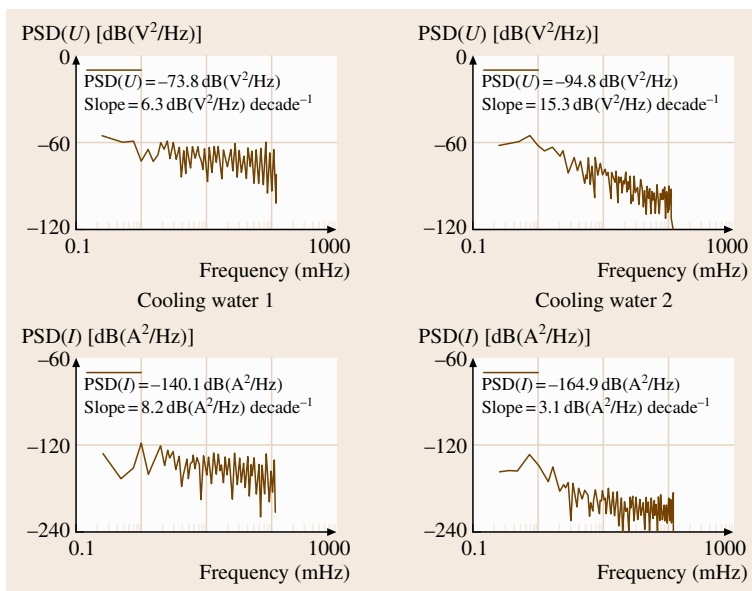 PSD(U) [dB(V²/Hz)]
0
PSD(U) = –73.8 dB(V²/Hz)
Slope = 6.3 dB(V²/Hz) decade⁻¹
–60
–120
0.1
1000
Frequency (mHz)
Cooling water 1
PSD(U) [dB(V²/Hz)]
0
PSD(U) = –94.8 dB(V²/Hz)
Slope = 15.3 dB(V²/Hz) decade⁻¹
–60
–120
0.1
1000
Frequency (mHz)
Cooling water 2
PSD(I) [dB(A²/Hz)]
–60
PSD(I) = –140.1 dB(A²/Hz)
Slope = 8.2 dB(A²/Hz) decade⁻¹
–120
–240
0.1
1000
Frequency (mHz)
PSD(I) [dB(A²/Hz)]
–60
PSD(I) = –164.9 dB(A²/Hz)
Slope = 3.1 dB(A²/Hz) decade⁻¹
–120
–240
0.1
1000
Frequency (mHz)